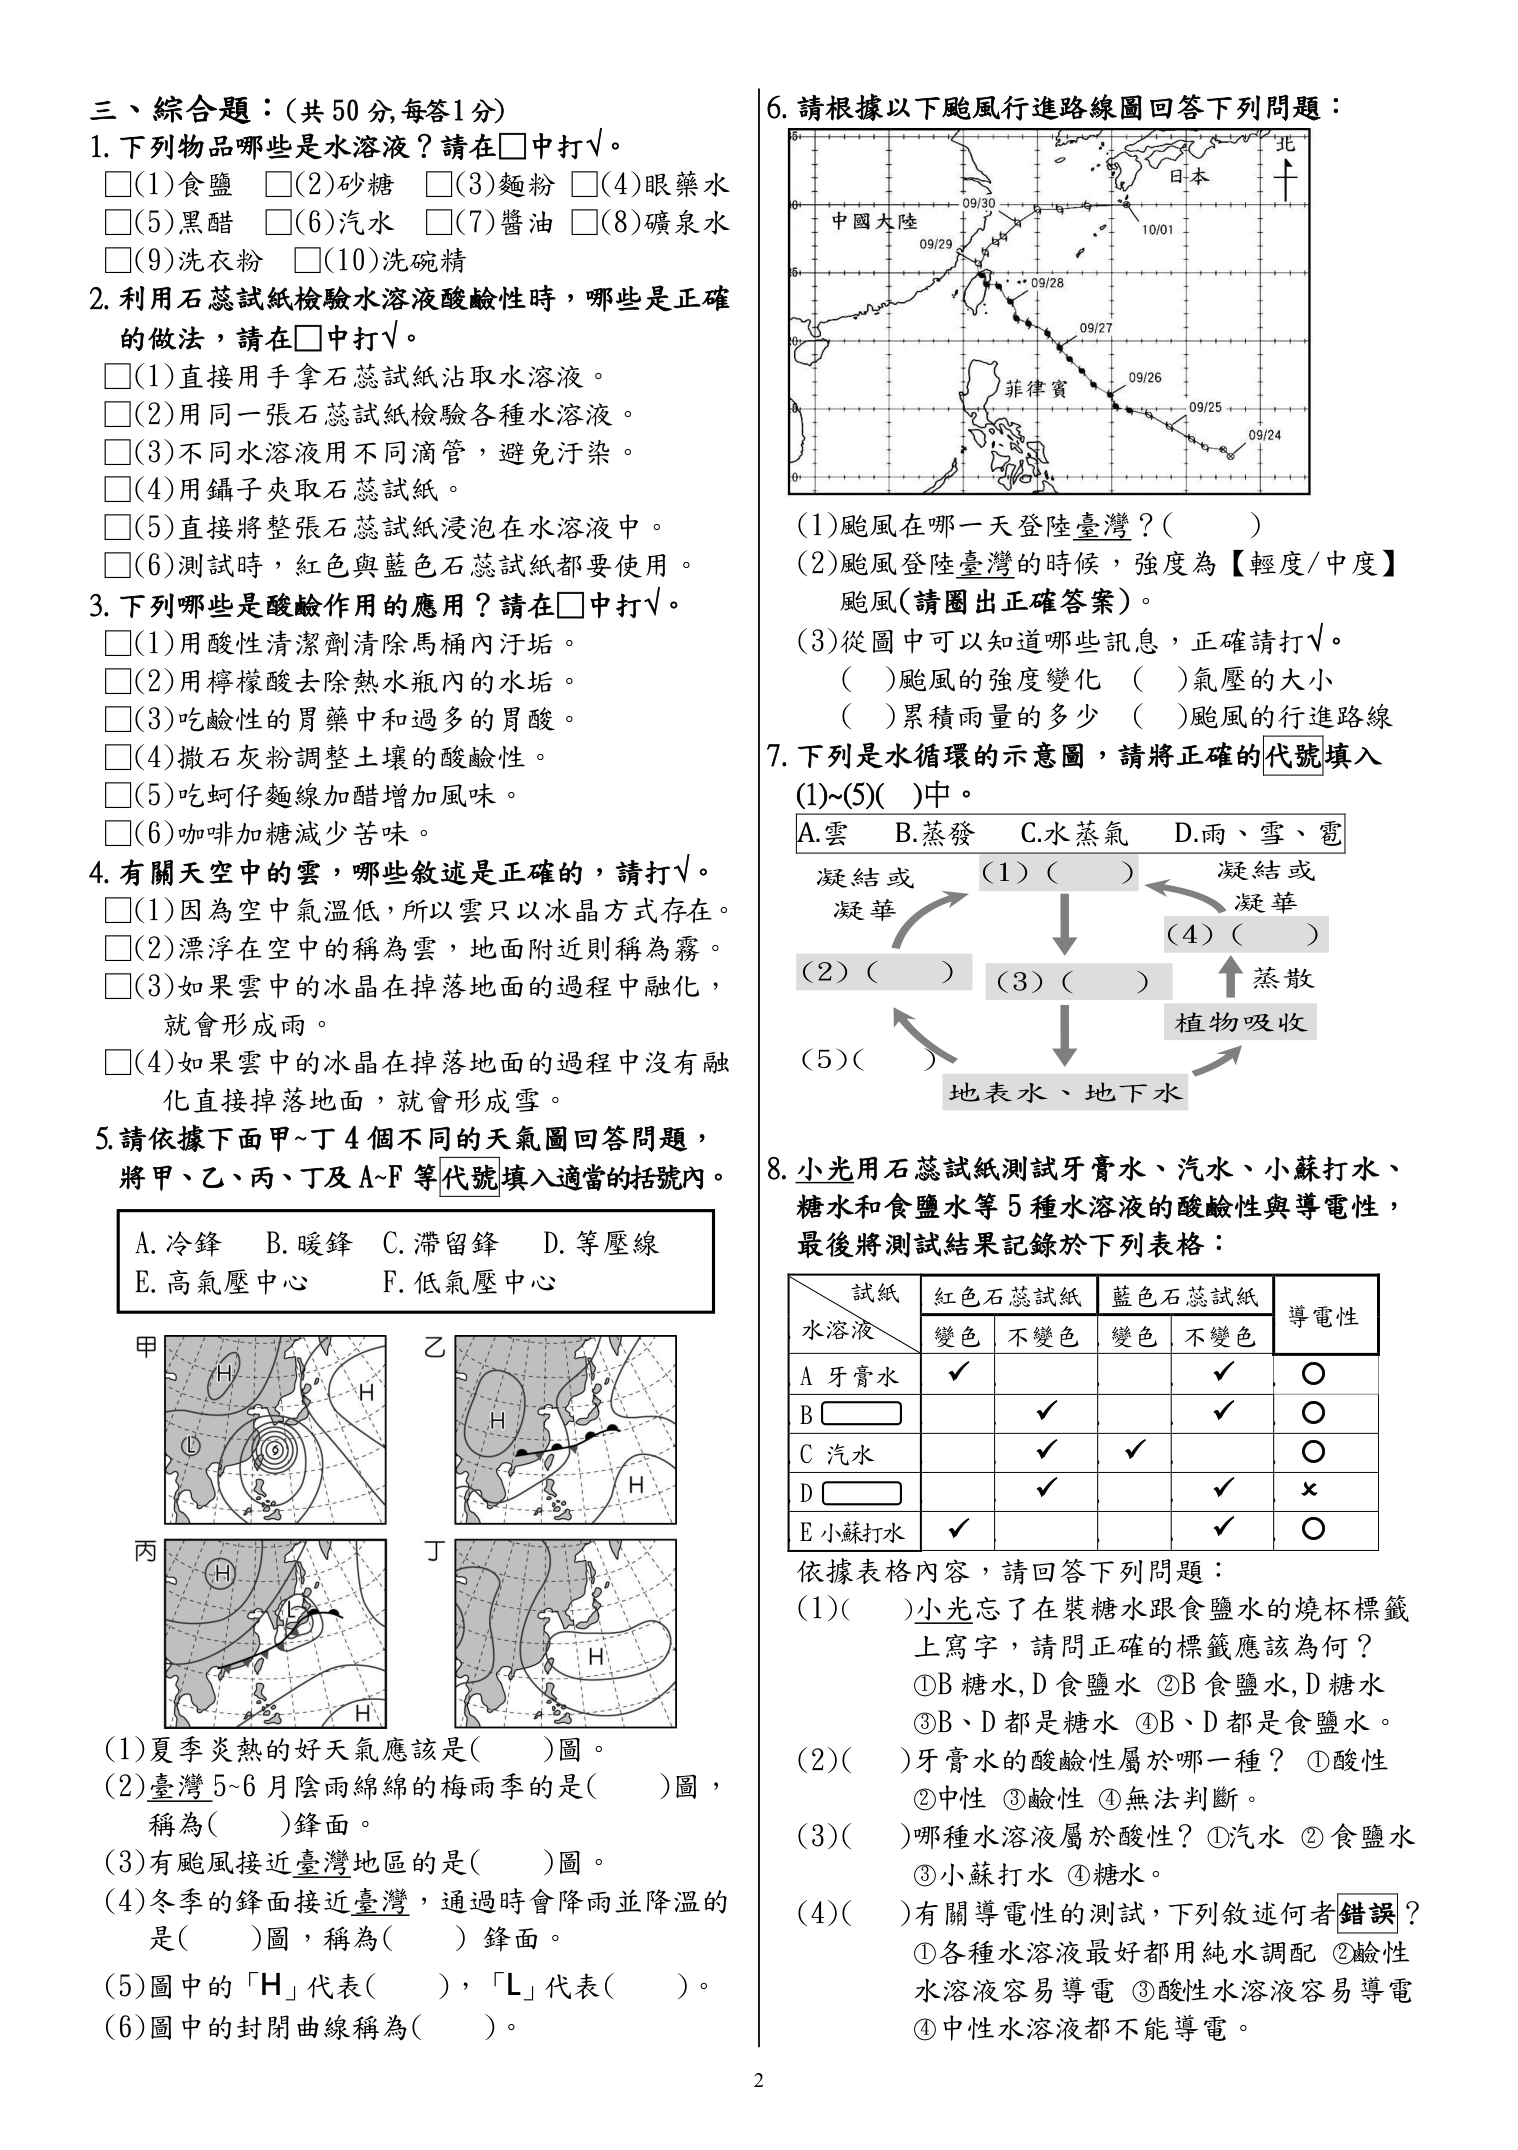 三、綜合題：(共 50 分,每答1分)
1. 下列物品哪些是水溶液？請在□中打√。
□(1)食鹽 □(2)砂糖 □(3)麵粉 □(4)眼藥水
□(5)黑醋 □(6)汽水 □(7)醬油 □(8)礦泉水
□(9)洗衣粉 □(10)洗碗精
2. 利用石蕊試紙檢驗水溶液酸鹼性時，哪些是正確
的做法，請在□中打√。
□(1)直接用手拿石蕊試紙沾取水溶液。
□(2)用同一張石蕊試紙檢驗各種水溶液。
□(3)不同水溶液用不同滴管，避免汙染。
□(4)用鑷子夾取石蕊試紙。
□(5)直接將整張石蕊試紙浸泡在水溶液中。
□(6)測試時，紅色與藍色石蕊試紙都要使用。
3. 下列哪些是酸鹼作用的應用？請在□中打√。
□(1)用酸性清潔劑清除馬桶內汙垢。
□(2)用檸檬酸去除熱水瓶內的水垢。
□(3)吃鹼性的胃藥中和過多的胃酸。
□(4)撒石灰粉調整土壤的酸鹼性。
□(5)吃蚵仔麵線加醋增加風味。
□(6)咖啡加糖減少苦味。
4. 有關天空中的雲，哪些敘述是正確的，請打√。
□(1)因為空中氣溫低，所以雲只以冰晶方式存在。
□(2)漂浮在空中的稱為雲，地面附近則稱為霧。
□(3)如果雲中的冰晶在掉落地面的過程中融化，
就會形成雨。
□(4)如果雲中的冰晶在掉落地面的過程中沒有融
化直接掉落地面，就會形成雪。
5.請依據下面甲~丁 4 個不同的天氣圖回答問題，
將甲、乙、丙、丁及 A~F 等代號填入適當的括號內。
A.冷鋒 B.暖鋒 C.滯留鋒 D.等壓線
E.高氣壓中心 F.低氣壓中心
甲 H H L
乙 H H
丙 H L H
丁 H
(1)夏季炎熱的好天氣應該是( )圖。
(2)臺灣 5~6 月陰雨綿綿的梅雨季的是( )圖，
稱為( )鋒面。
(3)有颱風接近臺灣地區的是( )圖。
(4)冬季的鋒面接近臺灣，通過時會降雨並降溫的
是( )圖，稱為( ) 鋒面。
(5)圖中的「H」代表( )，「L」代表( )。
(6)圖中的封閉曲線稱為( )。
6. 請根據以下颱風行進路線圖回答下列問題：
北
日本
中國大陸
09/30
10/01
09/29
09/28
09/27
菲律賓
09/26
09/25
09/24
(1)颱風在哪一天登陸臺灣？( )
(2)颱風登陸臺灣的時候，強度為【輕度/中度】
颱風(請圈出正確答案)。
(3)從圖中可以知道哪些訊息，正確請打√。
( )颱風的強度變化 ( )氣壓的大小
( )累積雨量的多少 ( )颱風的行進路線
7. 下列是水循環的示意圖，請將正確的代號填入
(1)~(5)( )中。
A.雲 B.蒸發 C.水蒸氣 D.雨、雪、雹
凝結或
凝華
(1) ( )
凝結或
凝華
(4) ( )
(2) ( )
(3) ( )
蒸散
植物吸收
(5)( )
地表水、地下水
8. 小光用石蕊試紙測試牙膏水、汽水、小蘇打水、
糖水和食鹽水等 5 種水溶液的酸鹼性與導電性，
最後將測試結果記錄於下列表格：
試紙 紅色石蕊試紙 藍色石蕊試紙 導電性
水溶液 變色 不變色 變色 不變色
A 牙膏水 ✓ ✓ ○
B ✓ ✓ ○
C 汽水 ✓ ✓ ○
D ✓ ✓ ×
E 小蘇打水 ✓ ✓ ○
依據表格內容，請回答下列問題：
(1)( )小光忘了在裝糖水跟食鹽水的燒杯標籤
上寫字，請問正確的標籤應該為何？
①B 糖水,D 食鹽水 ②B 食鹽水,D 糖水
③B、D 都是糖水 ④B、D 都是食鹽水。
(2)( )牙膏水的酸鹼性屬於哪一種？ ①酸性
②中性 ③鹼性 ④無法判斷。
(3)( )哪種水溶液屬於酸性？①汽水 ②食鹽水
③小蘇打水 ④糖水。
(4)( )有關導電性的測試，下列敘述何者錯誤？
①各種水溶液最好都用純水調配 ②鹼性
水溶液容易導電 ③酸性水溶液容易導電
④中性水溶液都不能導電。
2